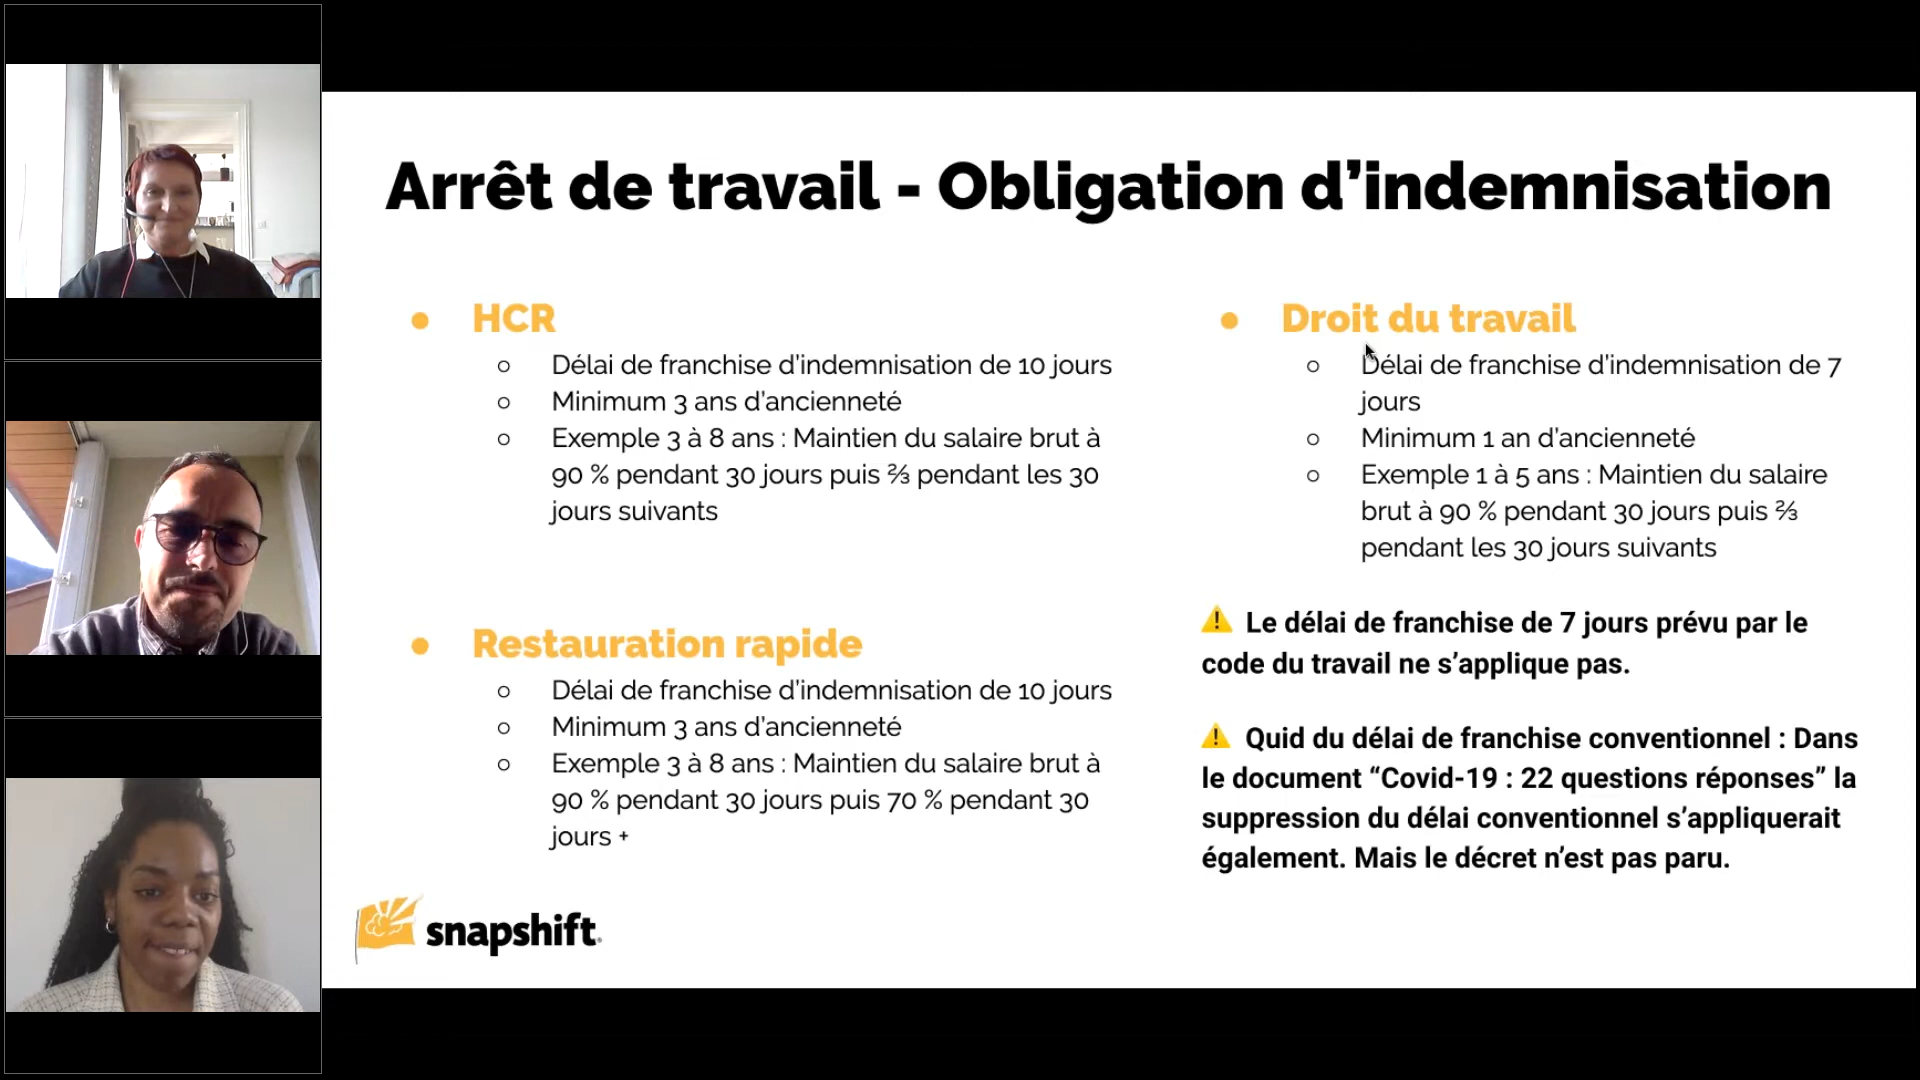 Arrêt de travail - Obligation d’indemnisation
● HCR
○ Délai de franchise d’indemnisation de 10 jours
○ Minimum 3 ans d’ancienneté
○ Exemple 3 à 8 ans : Maintien du salaire brut à
90 % pendant 30 jours puis ⅔ pendant les 30
jours suivants
● Restauration rapide
○ Délai de franchise d’indemnisation de 10 jours
○ Minimum 3 ans d’ancienneté
○ Exemple 3 à 8 ans : Maintien du salaire brut à
90 % pendant 30 jours puis 70 % pendant 30
jours +
● Droit du travail
○ Délai de franchise d’indemnisation de 7
jours
○ Minimum 1 an d’ancienneté
○ Exemple 1 à 5 ans : Maintien du salaire
brut à 90 % pendant 30 jours puis ⅔
pendant les 30 jours suivants
⚠ Le délai de franchise de 7 jours prévu par le
code du travail ne s’applique pas.
⚠ Quid du délai de franchise conventionnel : Dans
le document “Covid-19 : 22 questions réponses” la
suppression du délai conventionnel s’appliquerait
également. Mais le décret n’est pas paru.
snapshift